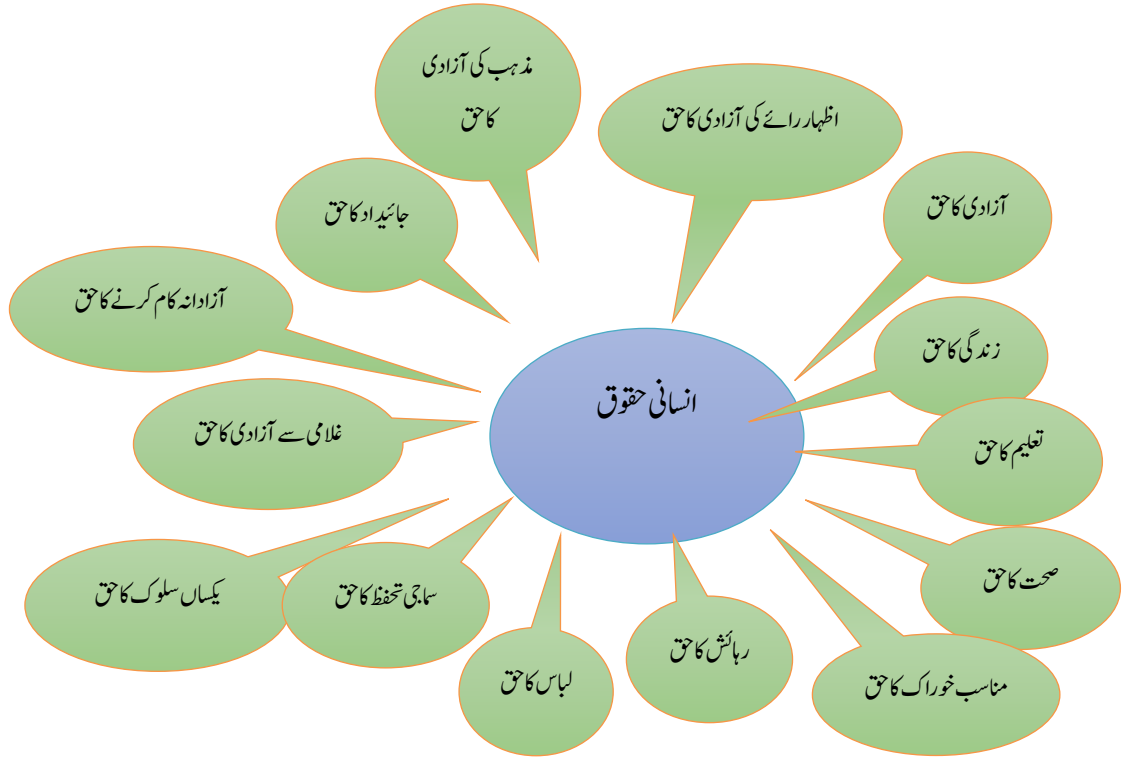 مذہب کی آزادی
کا حق
اظہار رائے کی آزادی کا حق
آزادی کا حق
جائیداد کا حق
آزادانہ کام کرنے کا حق
زندگی کا حق
انسانی حقوق
غلامی سے آزادی کا حق
تعلیم کا حق
صحت کا حق
یکساں سلوک کا حق
سماجی تحفظ کا حق
رہائش کا حق
لباس کا حق
مناسب خوراک کا حق